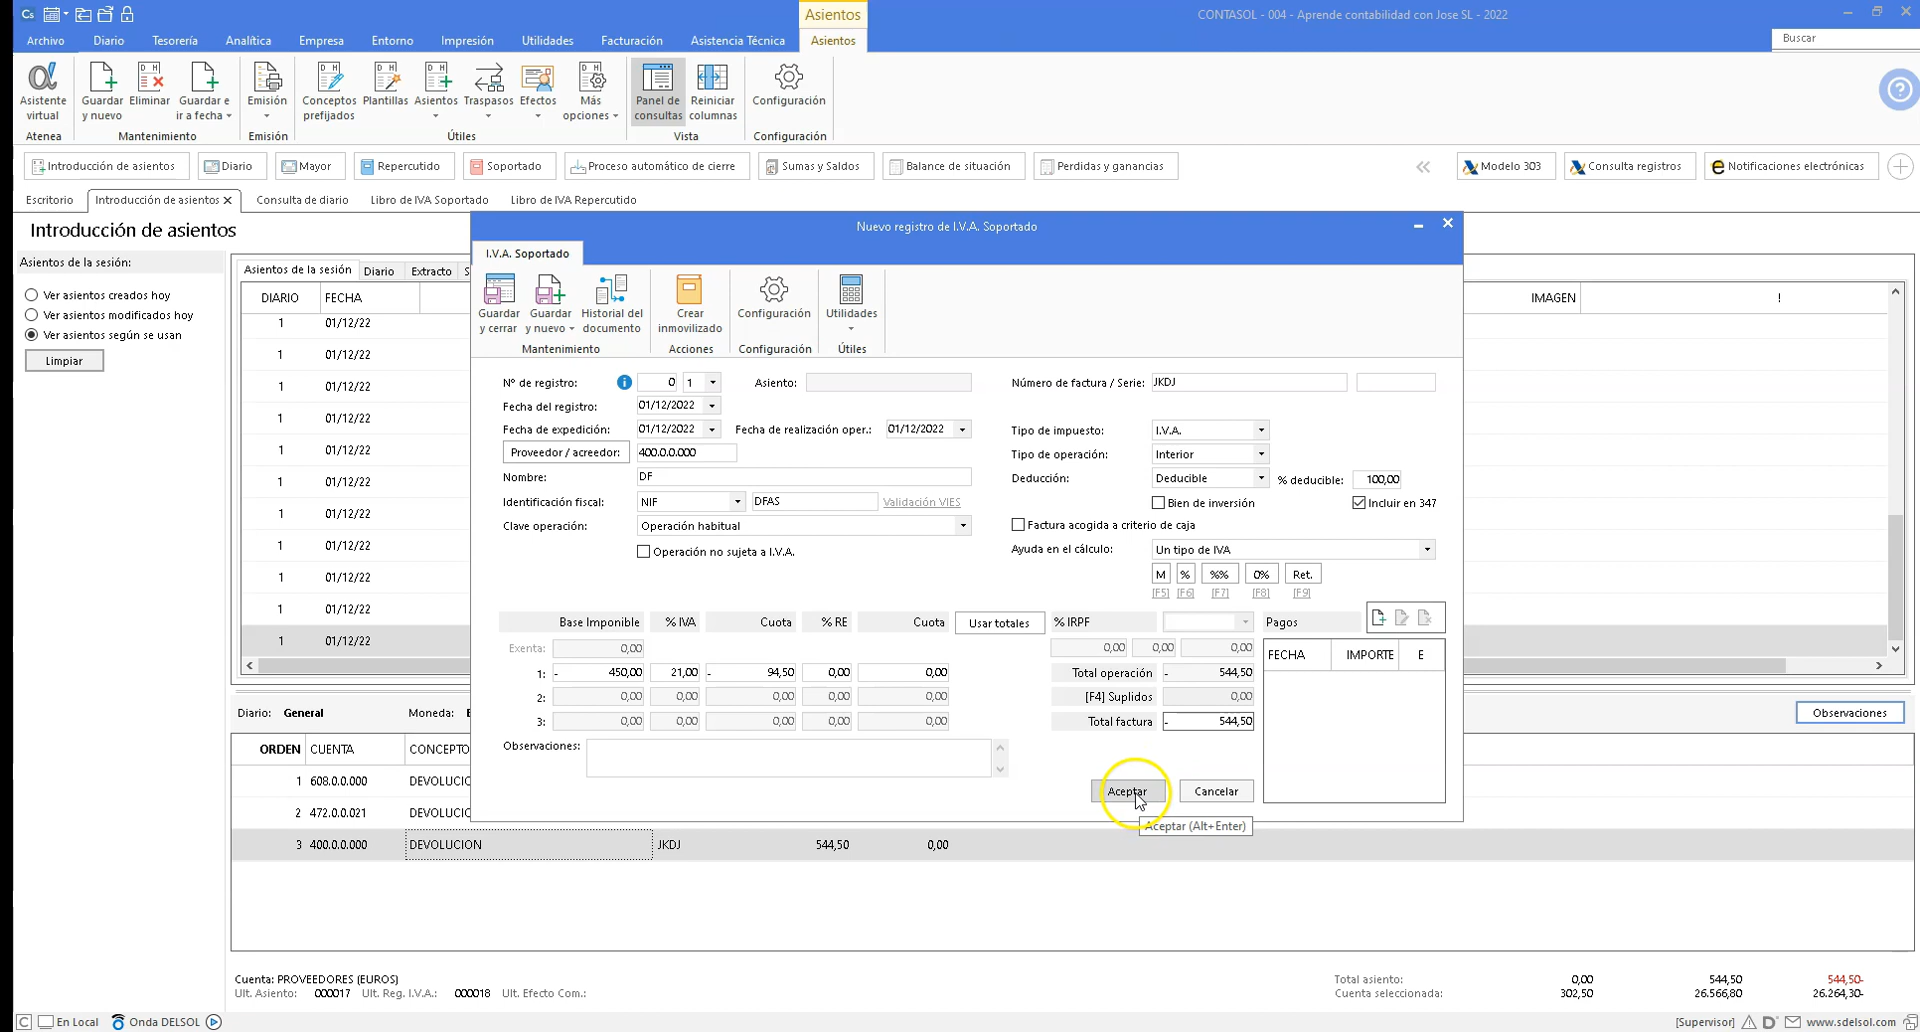 Cs
Asientos
CONTASOL - 004 - Aprende contabilidad con Jose SL - 2022
Archivo Diario Tesorería Analítica Empresa Entorno Impresión Utilidades Facturación Asistencia Técnica Asientos
Buscar
Asistente virtual
Guardar y nuevo
Eliminar
Guardar e ir a fecha
Emisión
Conceptos prefijados
Plantillas
Asientos
Traspasos
Efectos
Más opciones
Panel de consultas
Reiniciar columnas
Configuración
Atenea Mantenimiento Emisión Útiles Vista Configuración
Introducción de asientos Diario Mayor Repercutido Soportado Proceso automático de cierre Sumas y Saldos Balance de situación Perdidas y ganancias Modelo 303 Consulta registros Notificaciones electrónicas
Escritorio Introducción de asientos Consulta de diario Libro de IVA Soportado Libro de IVA Repercutido
Introducción de asientos
Asientos de la sesión:
Ver asientos creados hoy
Ver asientos modificados hoy
Ver asientos según se usan
Limpiar
Asientos de la sesión Diario Extracto S
DIARIO FECHA IMAGEN !
1 01/12/22
1 01/12/22
1 01/12/22
1 01/12/22
1 01/12/22
1 01/12/22
1 01/12/22
1 01/12/22
1 01/12/22
1 01/12/22
1 01/12/22
Nuevo registro de I.V.A. Soportado
I.V.A. Soportado
Guardar y cerrar
Guardar y nuevo
Historial del documento
Crear inmovilizado
Configuración
Utilidades
Mantenimiento Acciones Configuración Útiles
Nº de registro: 0 1 Asiento:
Número de factura / Serie: JKDJ
Fecha del registro: 01/12/2022
Fecha de expedición: 01/12/2022 Fecha de realización oper.: 01/12/2022
Tipo de impuesto: I.V.A.
Proveedor / acreedor: 400.0.0.000
Tipo de operación: Interior
Nombre: DF
Deducción: Deducible % deducible: 100,00
Identificación fiscal: NIF DFAS Validación VIES
Bien de inversión Incluir en 347
Clave operación: Operación habitual
Factura acogida a criterio de caja
Operación no sujeta a I.V.A.
Ayuda en el cálculo: Un tipo de IVA
M % %% 0% Ret.
[F5] [F6] [F7] [F8] [F9]
Base Imponible % IVA Cuota % RE Cuota Usar totales % IRPF Pagos
Exenta: 0,00 0,00 0,00 0,00
FECHA IMPORTE E
1: - 450,00 21,00 - 94,50 0,00 0,00 Total operación - 544,50
2: 0,00 0,00 0,00 0,00 0,00 [F4] Suplidos 0,00
3: 0,00 0,00 0,00 0,00 0,00 Total factura - 544,50
Observaciones:
Aceptar Cancelar
Aceptar (Alt+Enter)
Diario: General Moneda: E
Observaciones
ORDEN CUENTA CONCEPTO
1 608.0.0.000 DEVOLUCIO
2 472.0.0.021 DEVOLUCIO
3 400.0.0.000 DEVOLUCION JKDJ 544,50 0,00
Cuenta: PROVEEDORES (EUROS)
Ult. Asiento: 000017 Ult. Reg. I.V.A.: 000018 Ult. Efecto Com.:
Total asiento: 0,00 544,50 544,50-
Cuenta seleccionada: 302,50 26.566,80 26.264,30-
C En Local Onda DELSOL
[Supervisor] D www.sdelsol.com